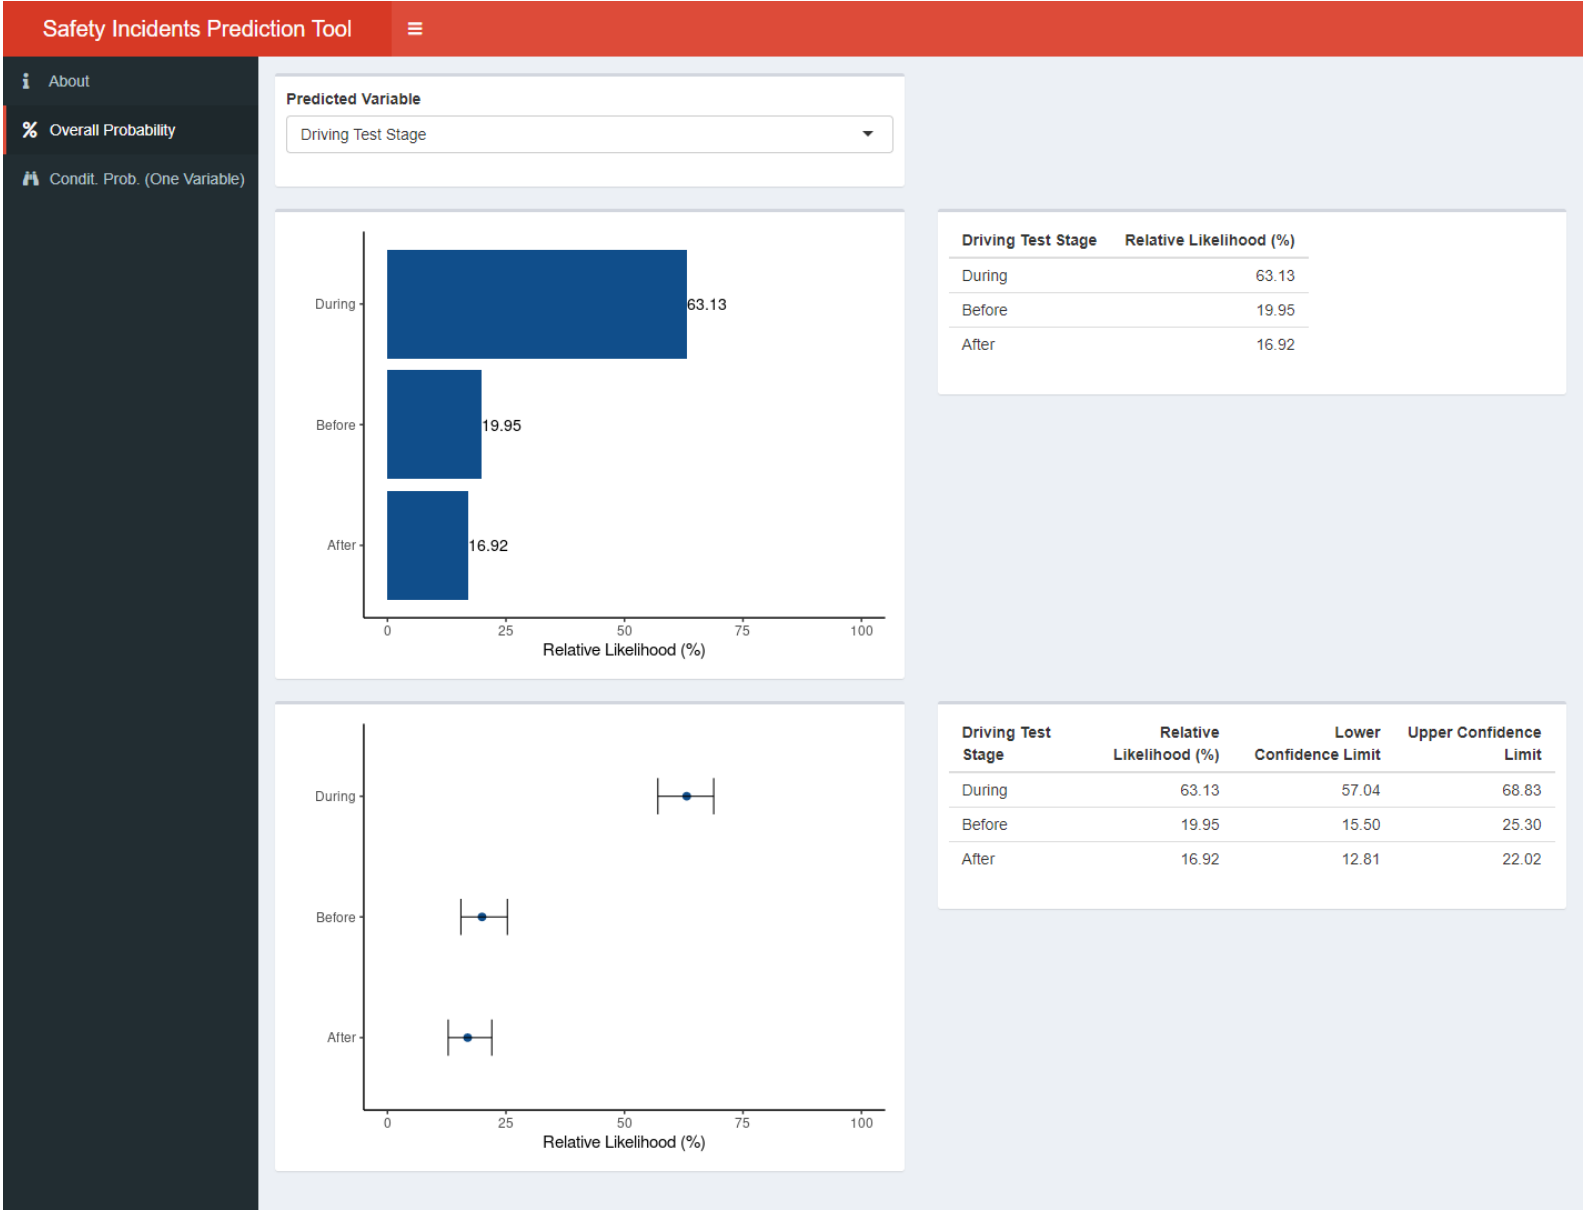 Safety Incidents Prediction Tool
About
Overall Probability
Condit. Prob. (One Variable)
Predicted Variable
Driving Test Stage
During
63.13
Before
19.95
After
16.92
0 25 50 75 100
Relative Likelihood (%)
Driving Test Stage Relative Likelihood (%)
During 63.13
Before 19.95
After 16.92
During
Before
After
0 25 50 75 100
Relative Likelihood (%)
Driving Test Relative Lower Upper Confidence
Stage Likelihood (%) Confidence Limit Limit
During 63.13 57.04 68.83
Before 19.95 15.50 25.30
After 16.92 12.81 22.02